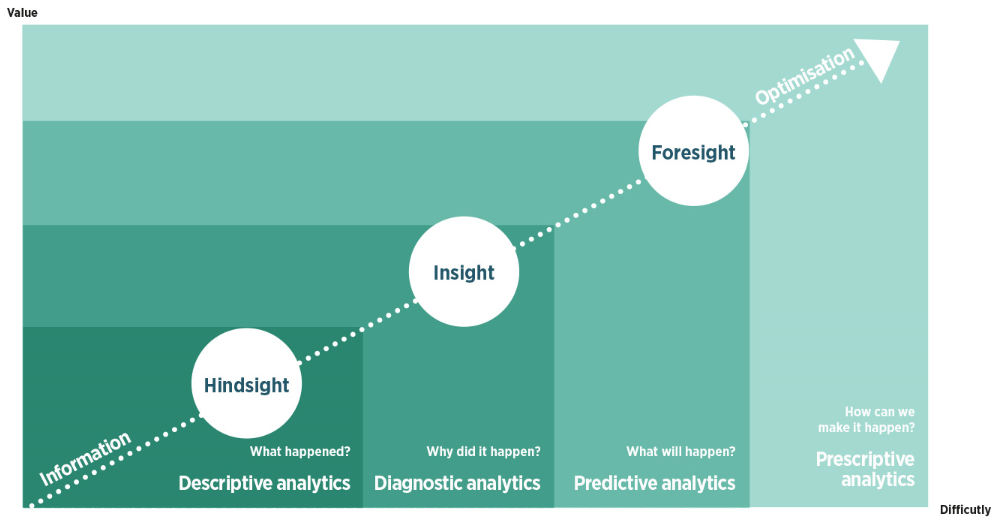 Value
Optimisation
Foresight
Insight
Hindsight
Information
What happened?
Descriptive analytics
Why did it happen?
Diagnostic analytics
What will happen?
Predictive analytics
How can we
make it happen?
Prescriptive
analytics
Difficutly